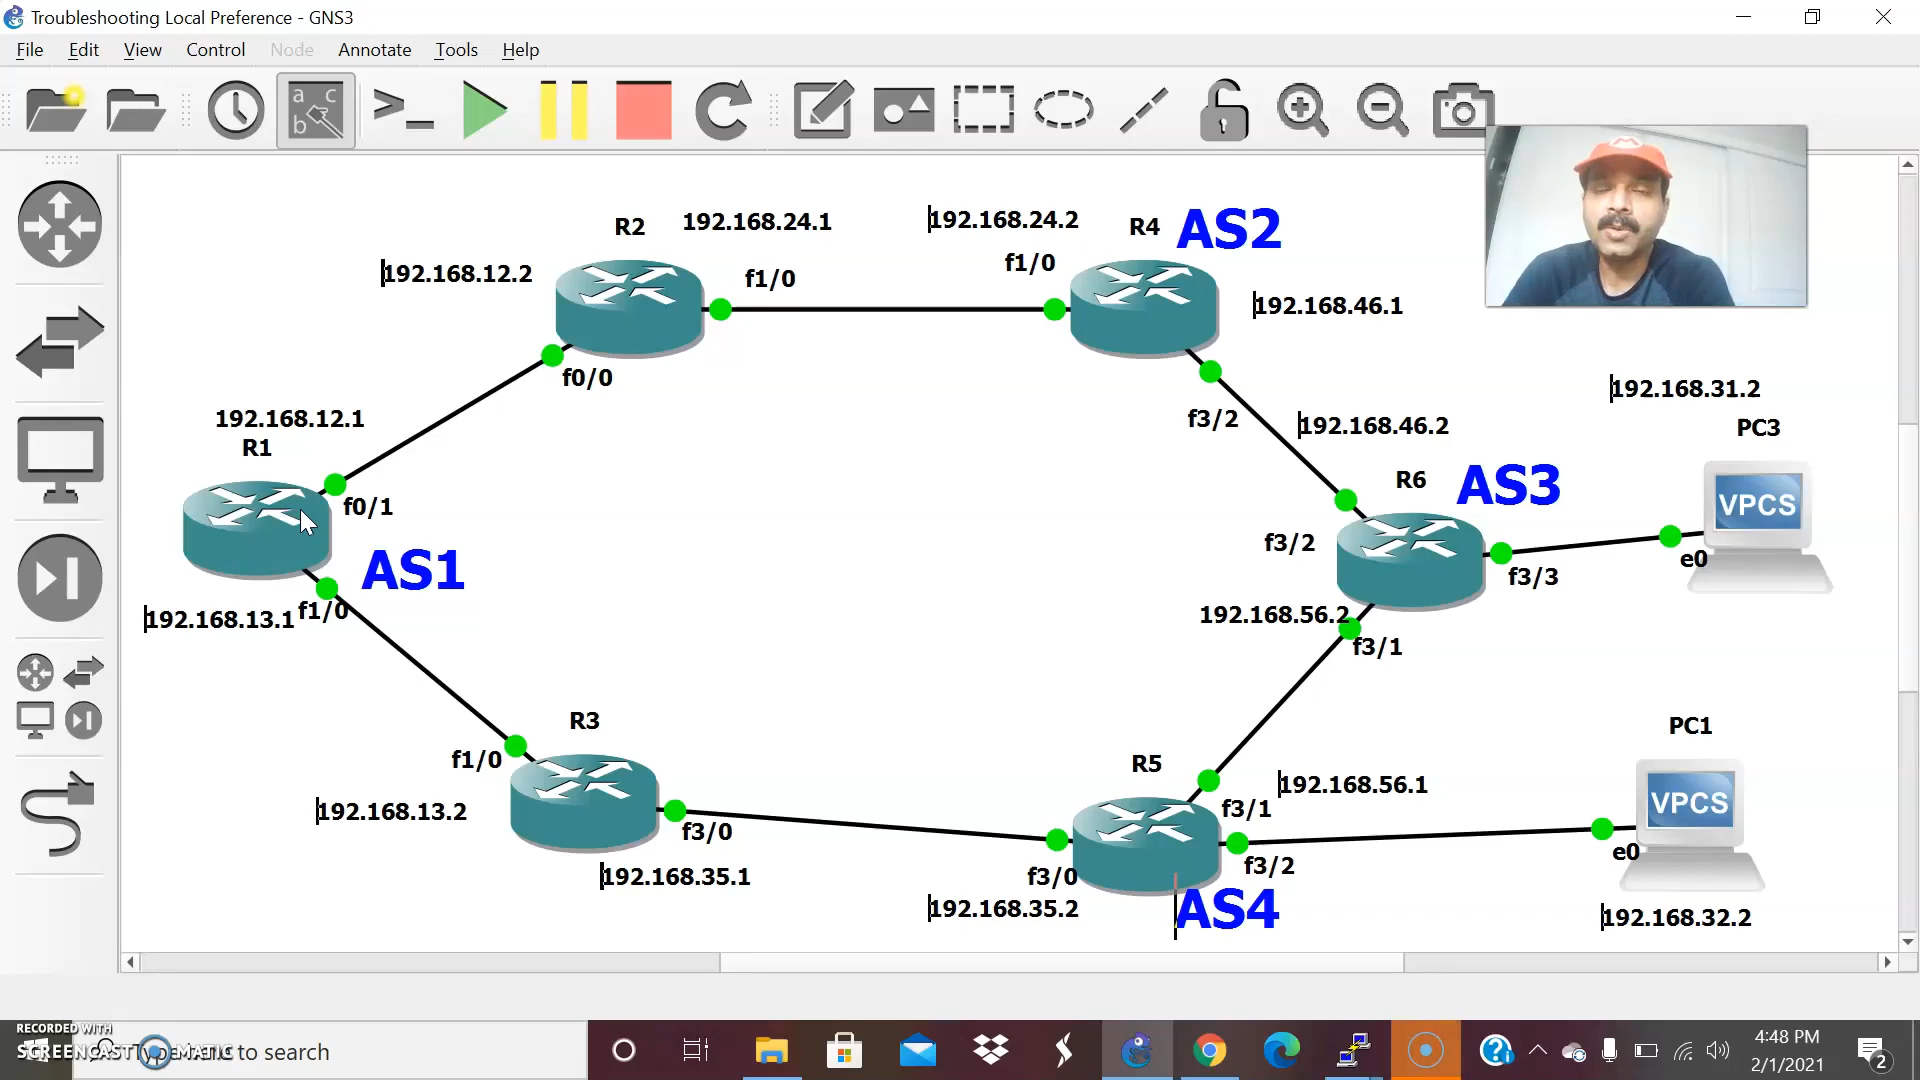 Troubleshooting Local Preference - GNS3
File Edit View Control Node Annotate Tools Help
R2
192.168.24.1
192.168.24.2
R4
AS2
192.168.12.2
f1/0
f1/0
192.168.46.1
f0/0
192.168.31.2
192.168.12.1
f3/2
192.168.46.2
PC3
R1
R6
AS3
f0/1
VPCS
f3/2
e0
AS1
f3/3
192.168.13.1
f1/0
192.168.56.2
f3/1
R3
PC1
f1/0
R5
192.168.56.1
192.168.13.2
f3/1
VPCS
f3/0
e0
f3/2
192.168.35.1
f3/0
192.168.35.2
AS4
192.168.32.2
RECORDED WITH
SCREENCAST MATIC
Type here to search
4:48 PM
2/1/2021
2